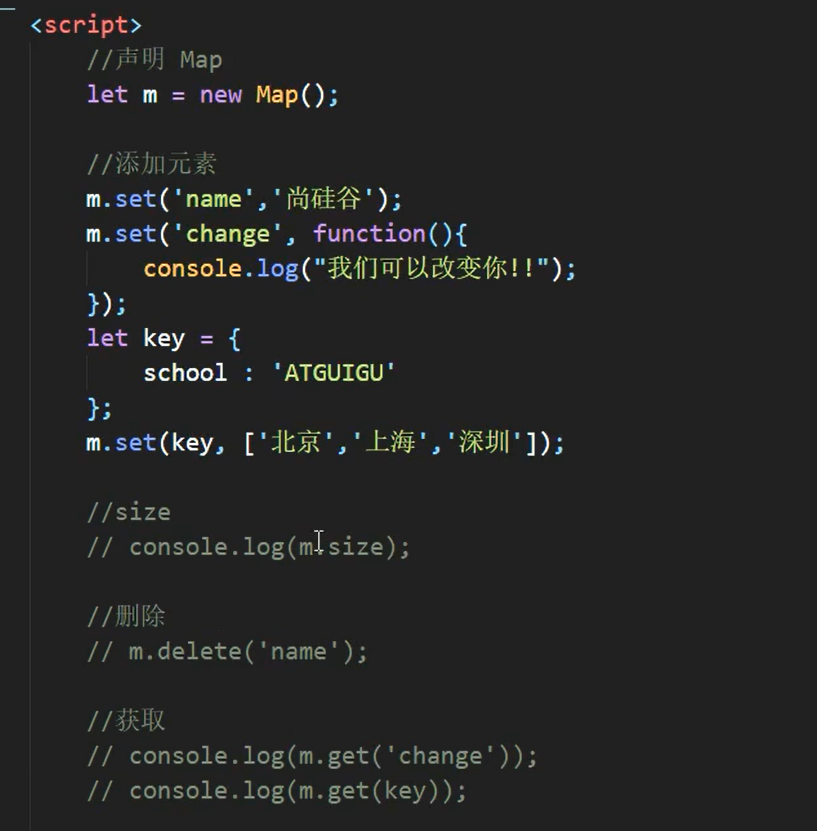 <script>
//声明 Map
let m = new Map();
//添加元素
m.set('name','尚硅谷');
m.set('change', function(){
console.log("我们可以改变你!!");
});
let key = {
school : 'ATGUIGU'
};
m.set(key, ['北京','上海','深圳']);
//size
// console.log(m.size);
//删除
// m.delete('name');
//获取
// console.log(m.get('change'));
// console.log(m.get(key));